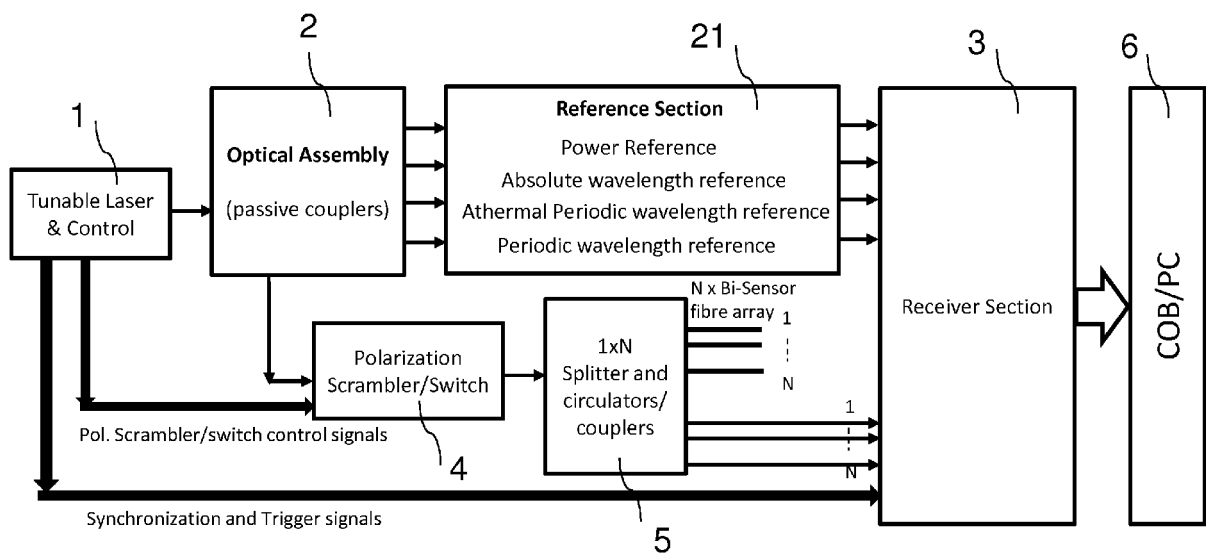 1
2
21
3
6
Tunable Laser
& Control
Optical Assembly
(passive couplers)
Reference Section
Power Reference
Absolute wavelength reference
Athermal Periodic wavelength reference
Periodic wavelength reference
Receiver Section
COB/PC
N x Bi-Sensor
fibre array
1
N
Polarization
Scrambler/Switch
1xN
Splitter and
circulators/
couplers
1
N
Pol. Scrambler/switch control signals
4
Synchronization and Trigger signals
5